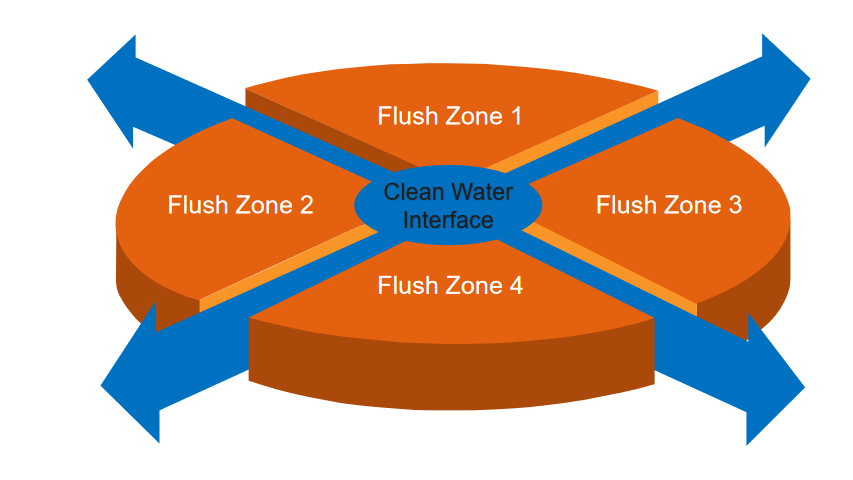 Flush Zone 1
Clean Water
Interface
Flush Zone 2
Flush Zone 3
Flush Zone 4